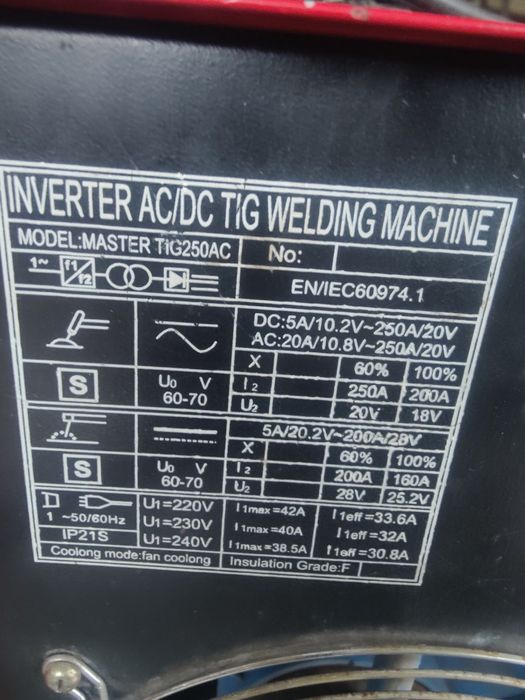 INVERTER AC/DC TIG WELDING MACHINE
MODEL:MASTER TIG250AC No:
1~ f1 f2 EN/IEC60974.1
DC:5A/10.2V~250A/20V
AC:20A/10.8V~250A/20V
X 60% 100%
S U0 V 60-70 I2 250A 200A
U2 20V 18V
5A/20.2V~200A/28V
X 60% 100%
S U0 V 60-70 I2 200A 160A
U2 28V 25.2V
1 ~50/60Hz U1=220V I1max=42A I1eff=33.6A
U1=230V I1max=40A I1eff=32A
IP21S U1=240V I1max=38.5A I1eff=30.8A
Coolong mode:fan coolong Insulation Grade:F